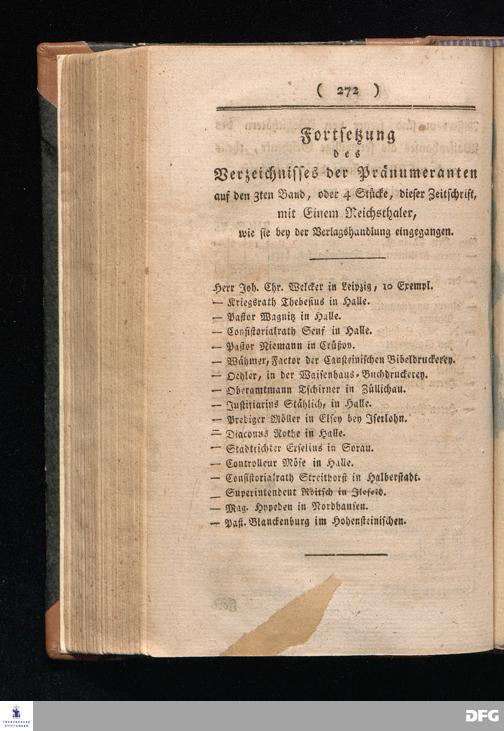 ( 272 )
Fortsetzung
des
Verzeichnisses der Pränumeranten
auf den 3ten Band, oder 4 Stücke, dieser Zeitschrift,
mit Einem Reichsthaler,
wie sie bey der Verlagshandlung eingegangen.
Herr Joh. Chr. Welcker in Leipzig, 10 Exempl.
— Kriegsrath Thebesius in Halle.
— Pastor Wagnitz in Halle.
— Consistorialrath Senf in Halle.
— Pastor Niemann in
— Wähmer, Factor der Cansteinischen Bibeldruckerey.
— Oehler, in der Waisenhaus-Buchdruckerey.
— Oberamtmann Tschirner in Züllichau.
— Justitiarius Stählich, in Halle.
— Prediger Möller in Elsey bey Iserlohn.
— Diaconus Rothe in Halle.
— Stadtrichter Erselius in Sorau.
— Controlleur Möse in Halle.
— Consistorialrath Streithorst in Halberstadt.
— Superintendent in
— Mag. Hypeden in Nordhausen.
— Past. Blanckenburg im Hohensteinischen.
FRANCKESCHE
STIFTUNGEN
DFG